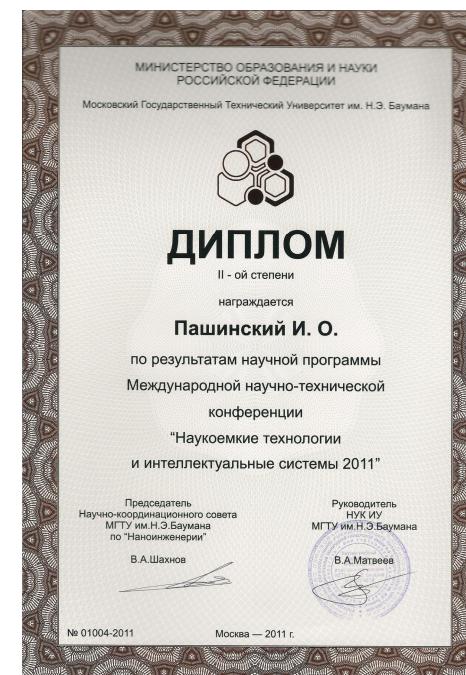 МИНИСТЕРСТВО ОБРАЗОВАНИЯ И НАУКИ
РОССИЙСКОЙ ФЕДЕРАЦИИ
Московский Государственный Технический Университет им. Н.Э. Баумана
ДИПЛОМ
II - ой степени
награждается
Пашинский И. О.
по результатам научной программы
Международной научно-технической
конференции
“Наукоемкие технологии
и интеллектуальные системы 2011”
Председатель
Научно-координационного совета
МГТУ им.Н.Э.Баумана
по “Наноинженерии”
В.А.Шахнов
Руководитель
НУК ИУ
МГТУ им.Н.Э.Баумана
В.А.Матвеев
№ 01004-2011
Москва — 2011 г.